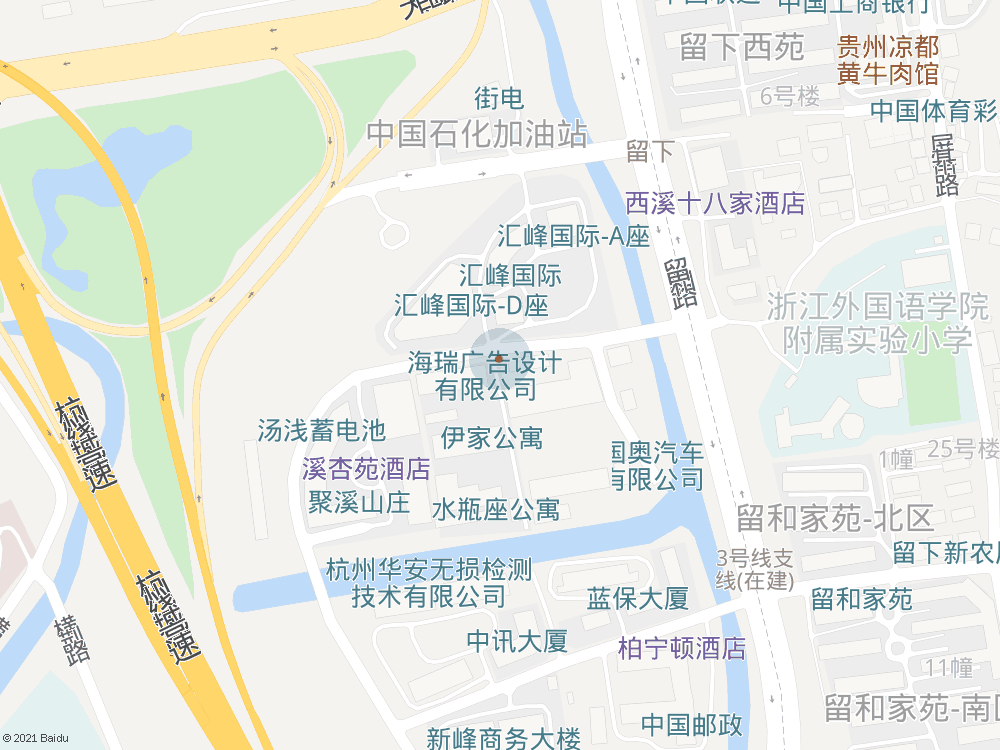 中国工商银行
留下西苑
贵州凉都
黄牛肉馆
6号楼
街电
中国体育彩
中国石化加油站
留下
屏基路
西溪十八家酒店
汇峰国际-A座
汇峰国际
汇峰国际-D座
浙江外国语学院
附属实验小学
海瑞广告设计
有限公司
汤浅蓄电池
伊家公寓
溪杏苑酒店
国奥汽车
有限公司
25号楼
1幢
聚溪山庄
水瓶座公寓
留和家苑-北区
杭州华安无损检测
技术有限公司
3号线支
线(在建)
留下新农
蓝保大厦
留和家苑
中讯大厦
柏宁顿酒店
11幢
留和家苑-南区
中国邮政
新峰商务大楼
© 2021 Baidu